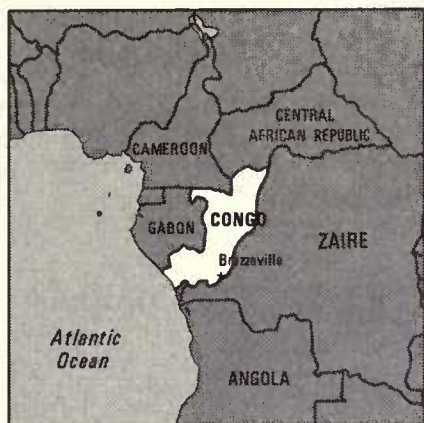 CENTRAL
AFRICAN REPUBLIC
CAMEROON
CONGO
GABON
ZAIRE
Brazzaville
Atlantic
Ocean
ANGOLA